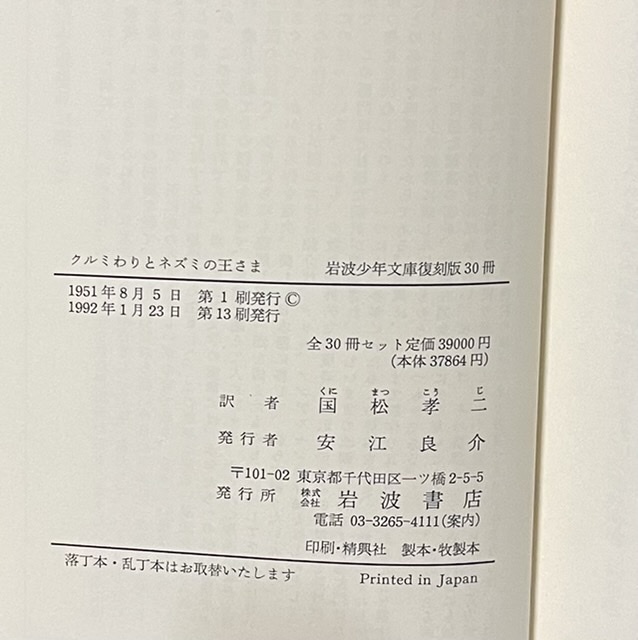 クルミわりとネズミの王さま 岩波少年文庫復刻版30冊
1951年8月5日 第1刷発行©
1992年1月23日 第13刷発行
全30冊セット定価39000円
(本体37864円)
くに まつ こう じ
訳者 国松孝二
発行者 安江良介
〒101-02 東京都千代田区一ツ橋2-5-5
発行所 株式会社 岩波書店
電話 03-3265-4111(案内)
印刷・精興社 製本・牧製本
落丁本・乱丁本はお取替いたします Printed in Japan